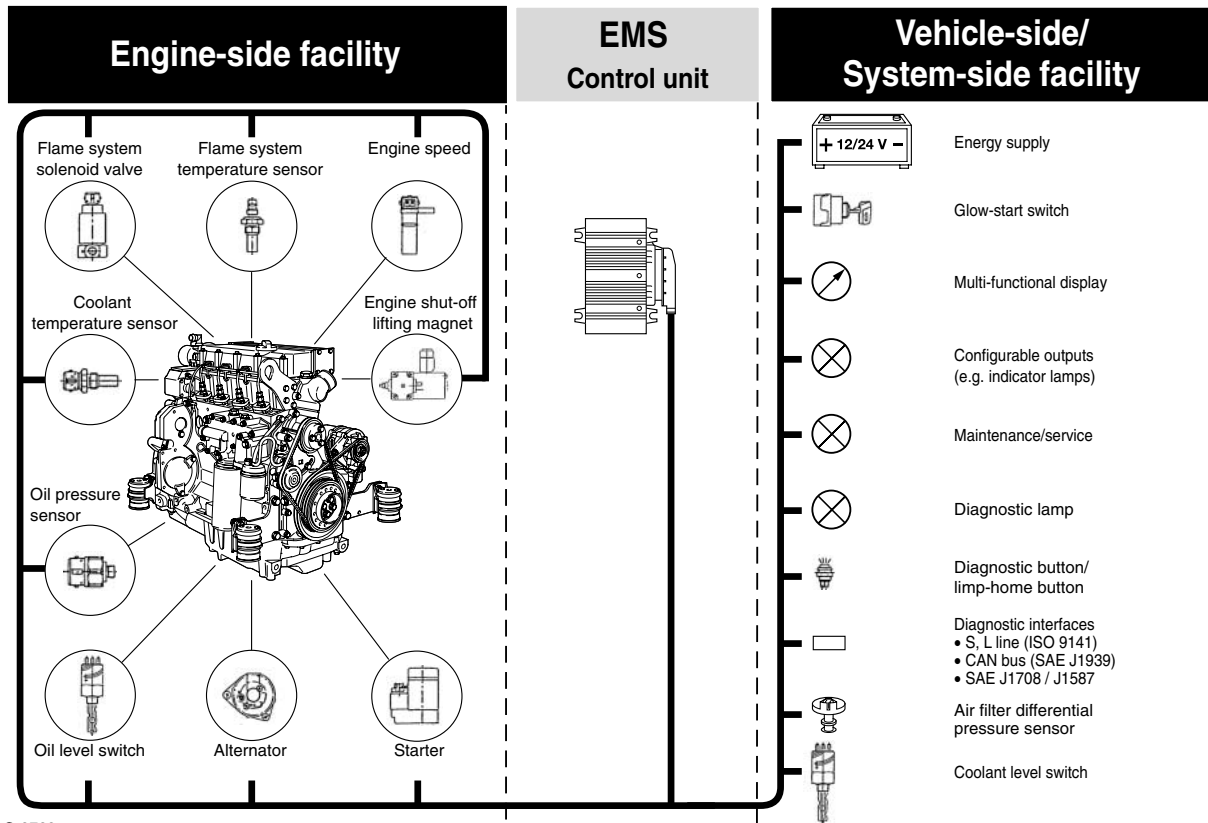 Engine-side facility
EMS
Control unit
Vehicle-side/
System-side facility
Flame system
solenoid valve
Flame system
temperature sensor
Engine speed
Coolant
temperature sensor
Engine shut-off
lifting magnet
Oil pressure
sensor
Oil level switch
Alternator
Starter
+ 12/24 V −
Energy supply
Glow-start switch
Multi-functional display
Configurable outputs
(e.g. indicator lamps)
Maintenance/service
Diagnostic lamp
Diagnostic button/
limp-home button
Diagnostic interfaces
• S, L line (ISO 9141)
• CAN bus (SAE J1939)
• SAE J1708 / J1587
Air filter differential
pressure sensor
Coolant level switch